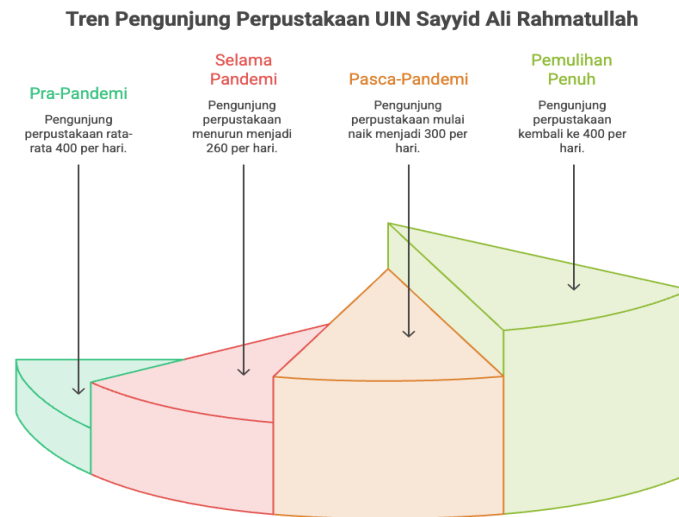 Tren Pengunjung Perpustakaan UIN Sayyid Ali Rahmatullah
Pra-Pandemi
Pengunjung
perpustakaan rata-
rata 400 per hari.
Selama
Pandemi
Pengunjung
perpustakaan
menurun menjadi
260 per hari.
Pasca-Pandemi
Pengunjung
perpustakaan mulai
naik menjadi 300 per
hari.
Pemulihan
Penuh
Pengunjung
perpustakaan
kembali ke 400 per
hari.